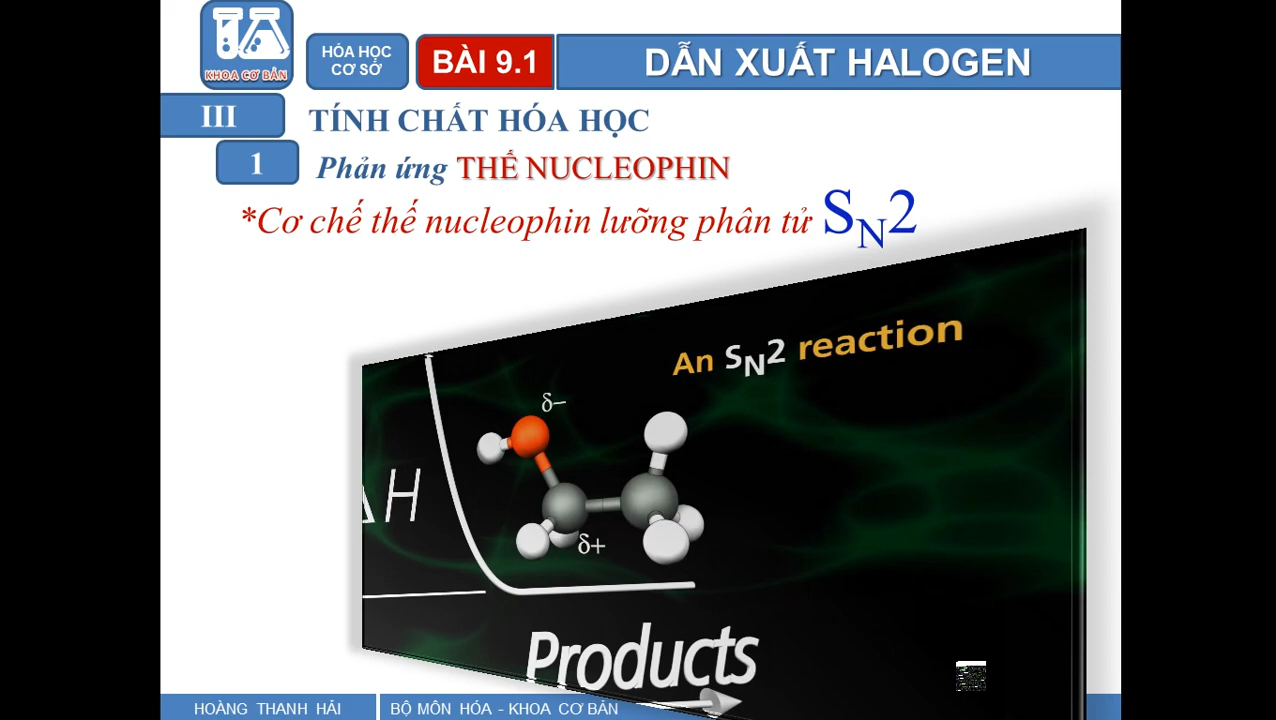 KHOA CƠ BẢN
HÓA HỌC
CƠ SỞ
BÀI 9.1
DẪN XUẤT HALOGEN
III
TÍNH CHẤT HÓA HỌC
1
Phản ứng THẾ NUCLEOPHIN
*Cơ chế thế nucleophin lưỡng phân tử SN2
An SN2 reaction
δ–
ΔH
δ+
Products
HOÀNG THANH HẢI
BỘ MÔN HÓA - KHOA CƠ BẢN